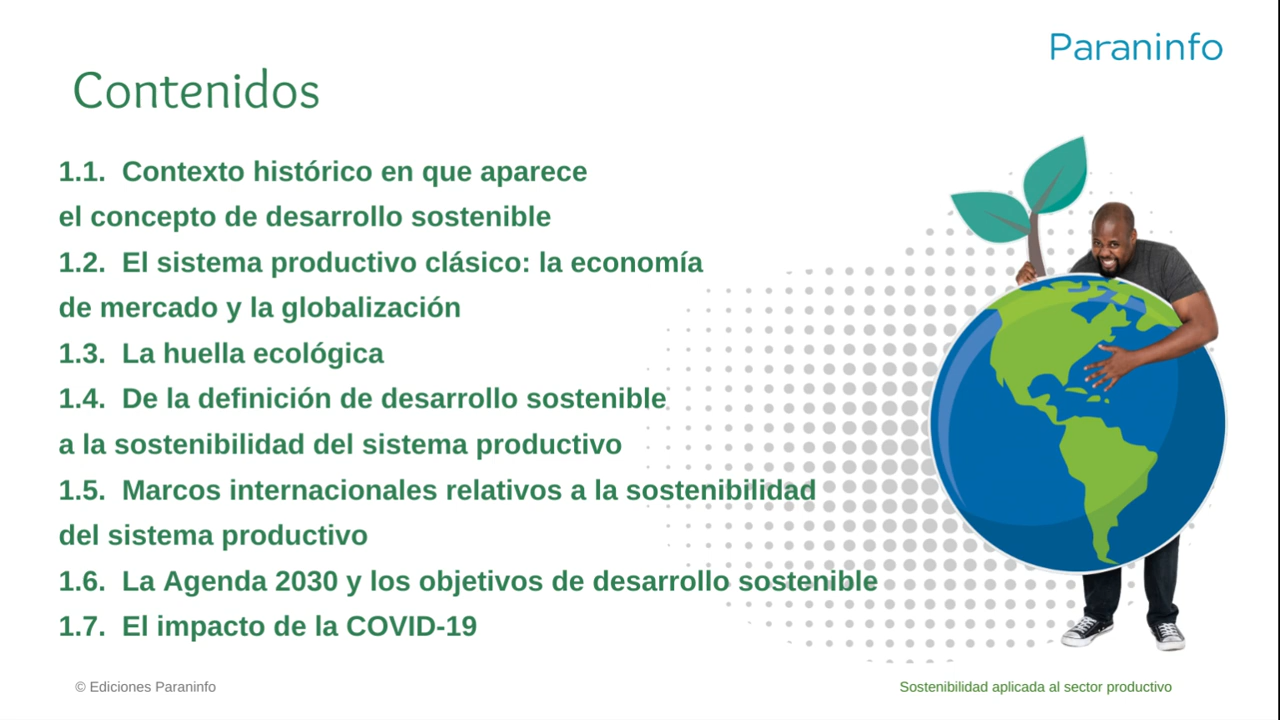 Paraninfo
Contenidos
1.1. Contexto histórico en que aparece
el concepto de desarrollo sostenible
1.2. El sistema productivo clásico: la economía
de mercado y la globalización
1.3. La huella ecológica
1.4. De la definición de desarrollo sostenible
a la sostenibilidad del sistema productivo
1.5. Marcos internacionales relativos a la sostenibilidad
del sistema productivo
1.6. La Agenda 2030 y los objetivos de desarrollo sostenible
1.7. El impacto de la COVID-19
© Ediciones Paraninfo
Sostenibilidad aplicada al sector productivo